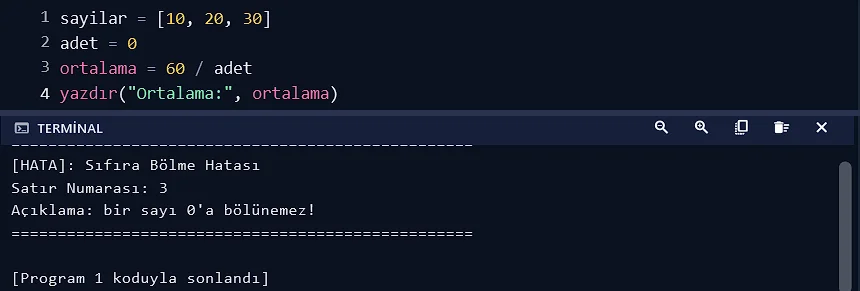 1 sayilar = [10, 20, 30]
2 adet = 0
3 ortalama = 60 / adet
4 yazdır("Ortalama:", ortalama)
TERMİNAL
==================================================
[HATA]: Sıfıra Bölme Hatası
Satır Numarası: 3
Açıklama: bir sayı 0'a bölünemez!
==================================================
[Program 1 koduyla sonlandı]